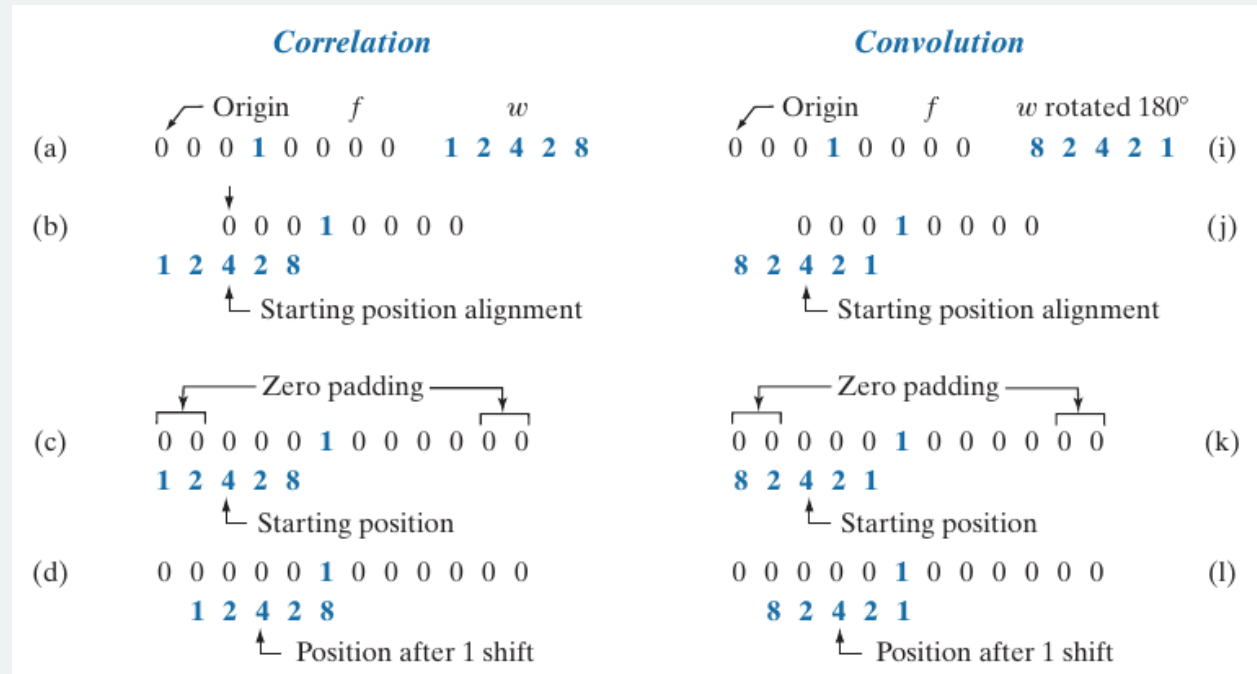 Correlation Convolution
Origin f w Origin f w rotated 180°
(a) 0 0 0 1 0 0 0 0 1 2 4 2 8 0 0 0 1 0 0 0 0 8 2 4 2 1 (i)
(b) 0 0 0 1 0 0 0 0 0 0 0 1 0 0 0 0 (j)
1 2 4 2 8 8 2 4 2 1
Starting position alignment Starting position alignment
Zero padding Zero padding
(c) 0 0 0 0 0 1 0 0 0 0 0 0 0 0 0 0 0 1 0 0 0 0 0 0 (k)
1 2 4 2 8 8 2 4 2 1
Starting position Starting position
(d) 0 0 0 0 0 1 0 0 0 0 0 0 0 0 0 0 0 1 0 0 0 0 0 0 (l)
1 2 4 2 8 8 2 4 2 1
Position after 1 shift Position after 1 shift